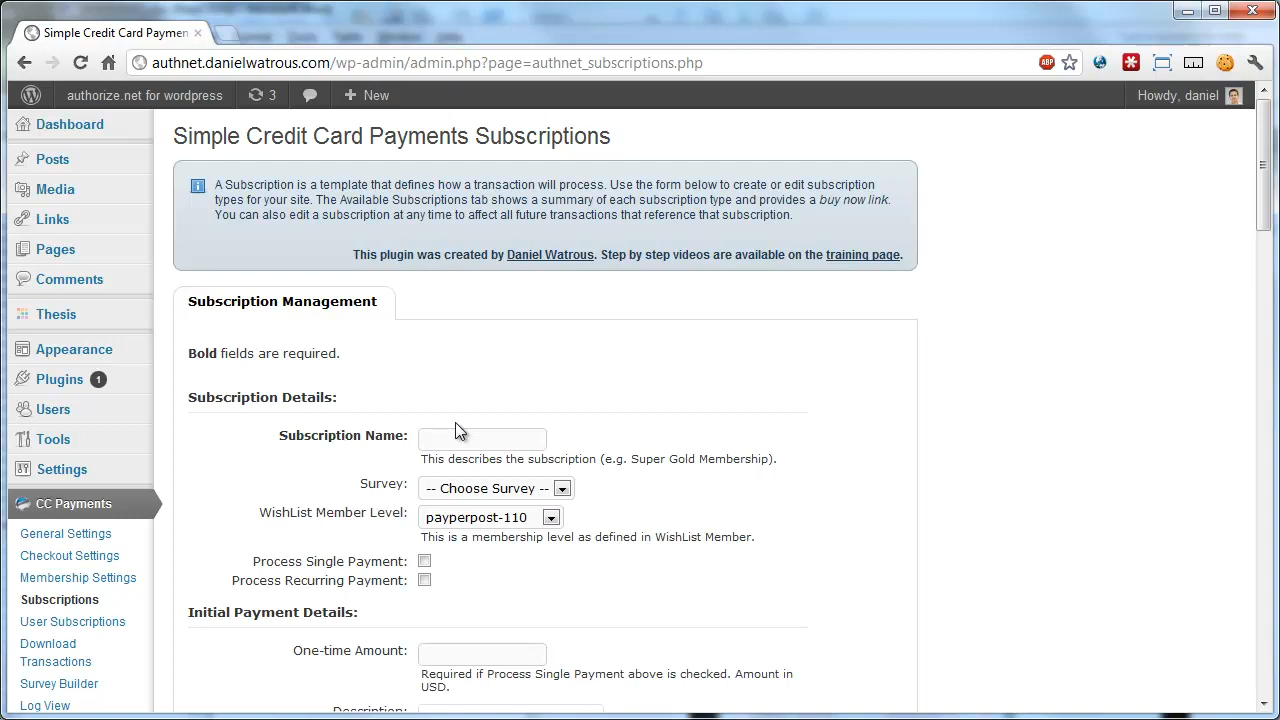 Simple Credit Card Paymen
authnet.danielwatrous.com/wp-admin/admin.php?page=authnet_subscriptions.php
ABP
authorize.net for wordpress 3 New Howdy, daniel
Dashboard
Posts
Media
Links
Pages
Comments
Thesis
Appearance
Plugins 1
Users
Tools
Settings
CC Payments
General Settings
Checkout Settings
Membership Settings
Subscriptions
User Subscriptions
Download
Transactions
Survey Builder
Log View
Simple Credit Card Payments Subscriptions
A Subscription is a template that defines how a transaction will process. Use the form below to create or edit subscription
types for your site. The Available Subscriptions tab shows a summary of each subscription type and provides a buy now link.
You can also edit a subscription at any time to affect all future transactions that reference that subscription.
This plugin was created by Daniel Watrous. Step by step videos are available on the training page.
Subscription Management
Bold fields are required.
Subscription Details:
Subscription Name:
This describes the subscription (e.g. Super Gold Membership).
Survey: -- Choose Survey --
WishList Member Level: payperpost-110
This is a membership level as defined in WishList Member.
Process Single Payment:
Process Recurring Payment:
Initial Payment Details:
One-time Amount:
Required if Process Single Payment above is checked. Amount in
USD.
Description: